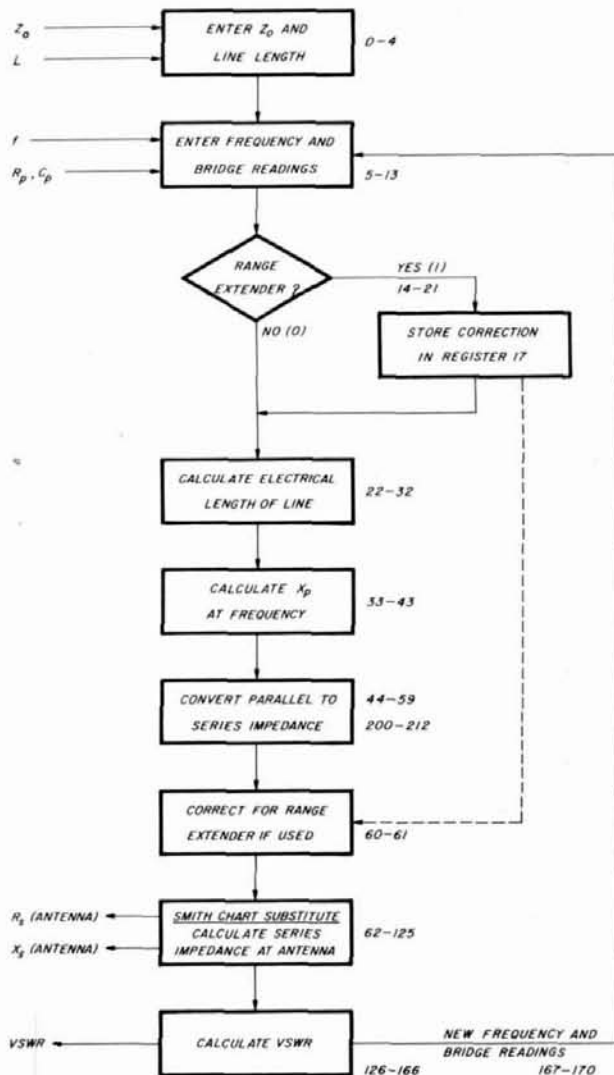 Z₀
L
ENTER Z₀ AND
LINE LENGTH
0-4
f
R_p, C_p
ENTER FREQUENCY AND
BRIDGE READINGS
5-13
RANGE
EXTENDER ?
YES (1)
14-21
NO (0)
STORE CORRECTION
IN REGISTER 17
CALCULATE ELECTRICAL
LENGTH OF LINE
22-32
CALCULATE X_p
AT FREQUENCY
33-43
CONVERT PARALLEL TO
SERIES IMPEDANCE
44-59
200-212
CORRECT FOR RANGE
EXTENDER IF USED
60-61
R_s (ANTENNA)
X_s (ANTENNA)
SMITH CHART SUBSTITUTE
CALCULATE SERIES
IMPEDANCE AT ANTENNA
62-125
VSWR
CALCULATE VSWR
126-166
NEW FREQUENCY AND
BRIDGE READINGS
167-170